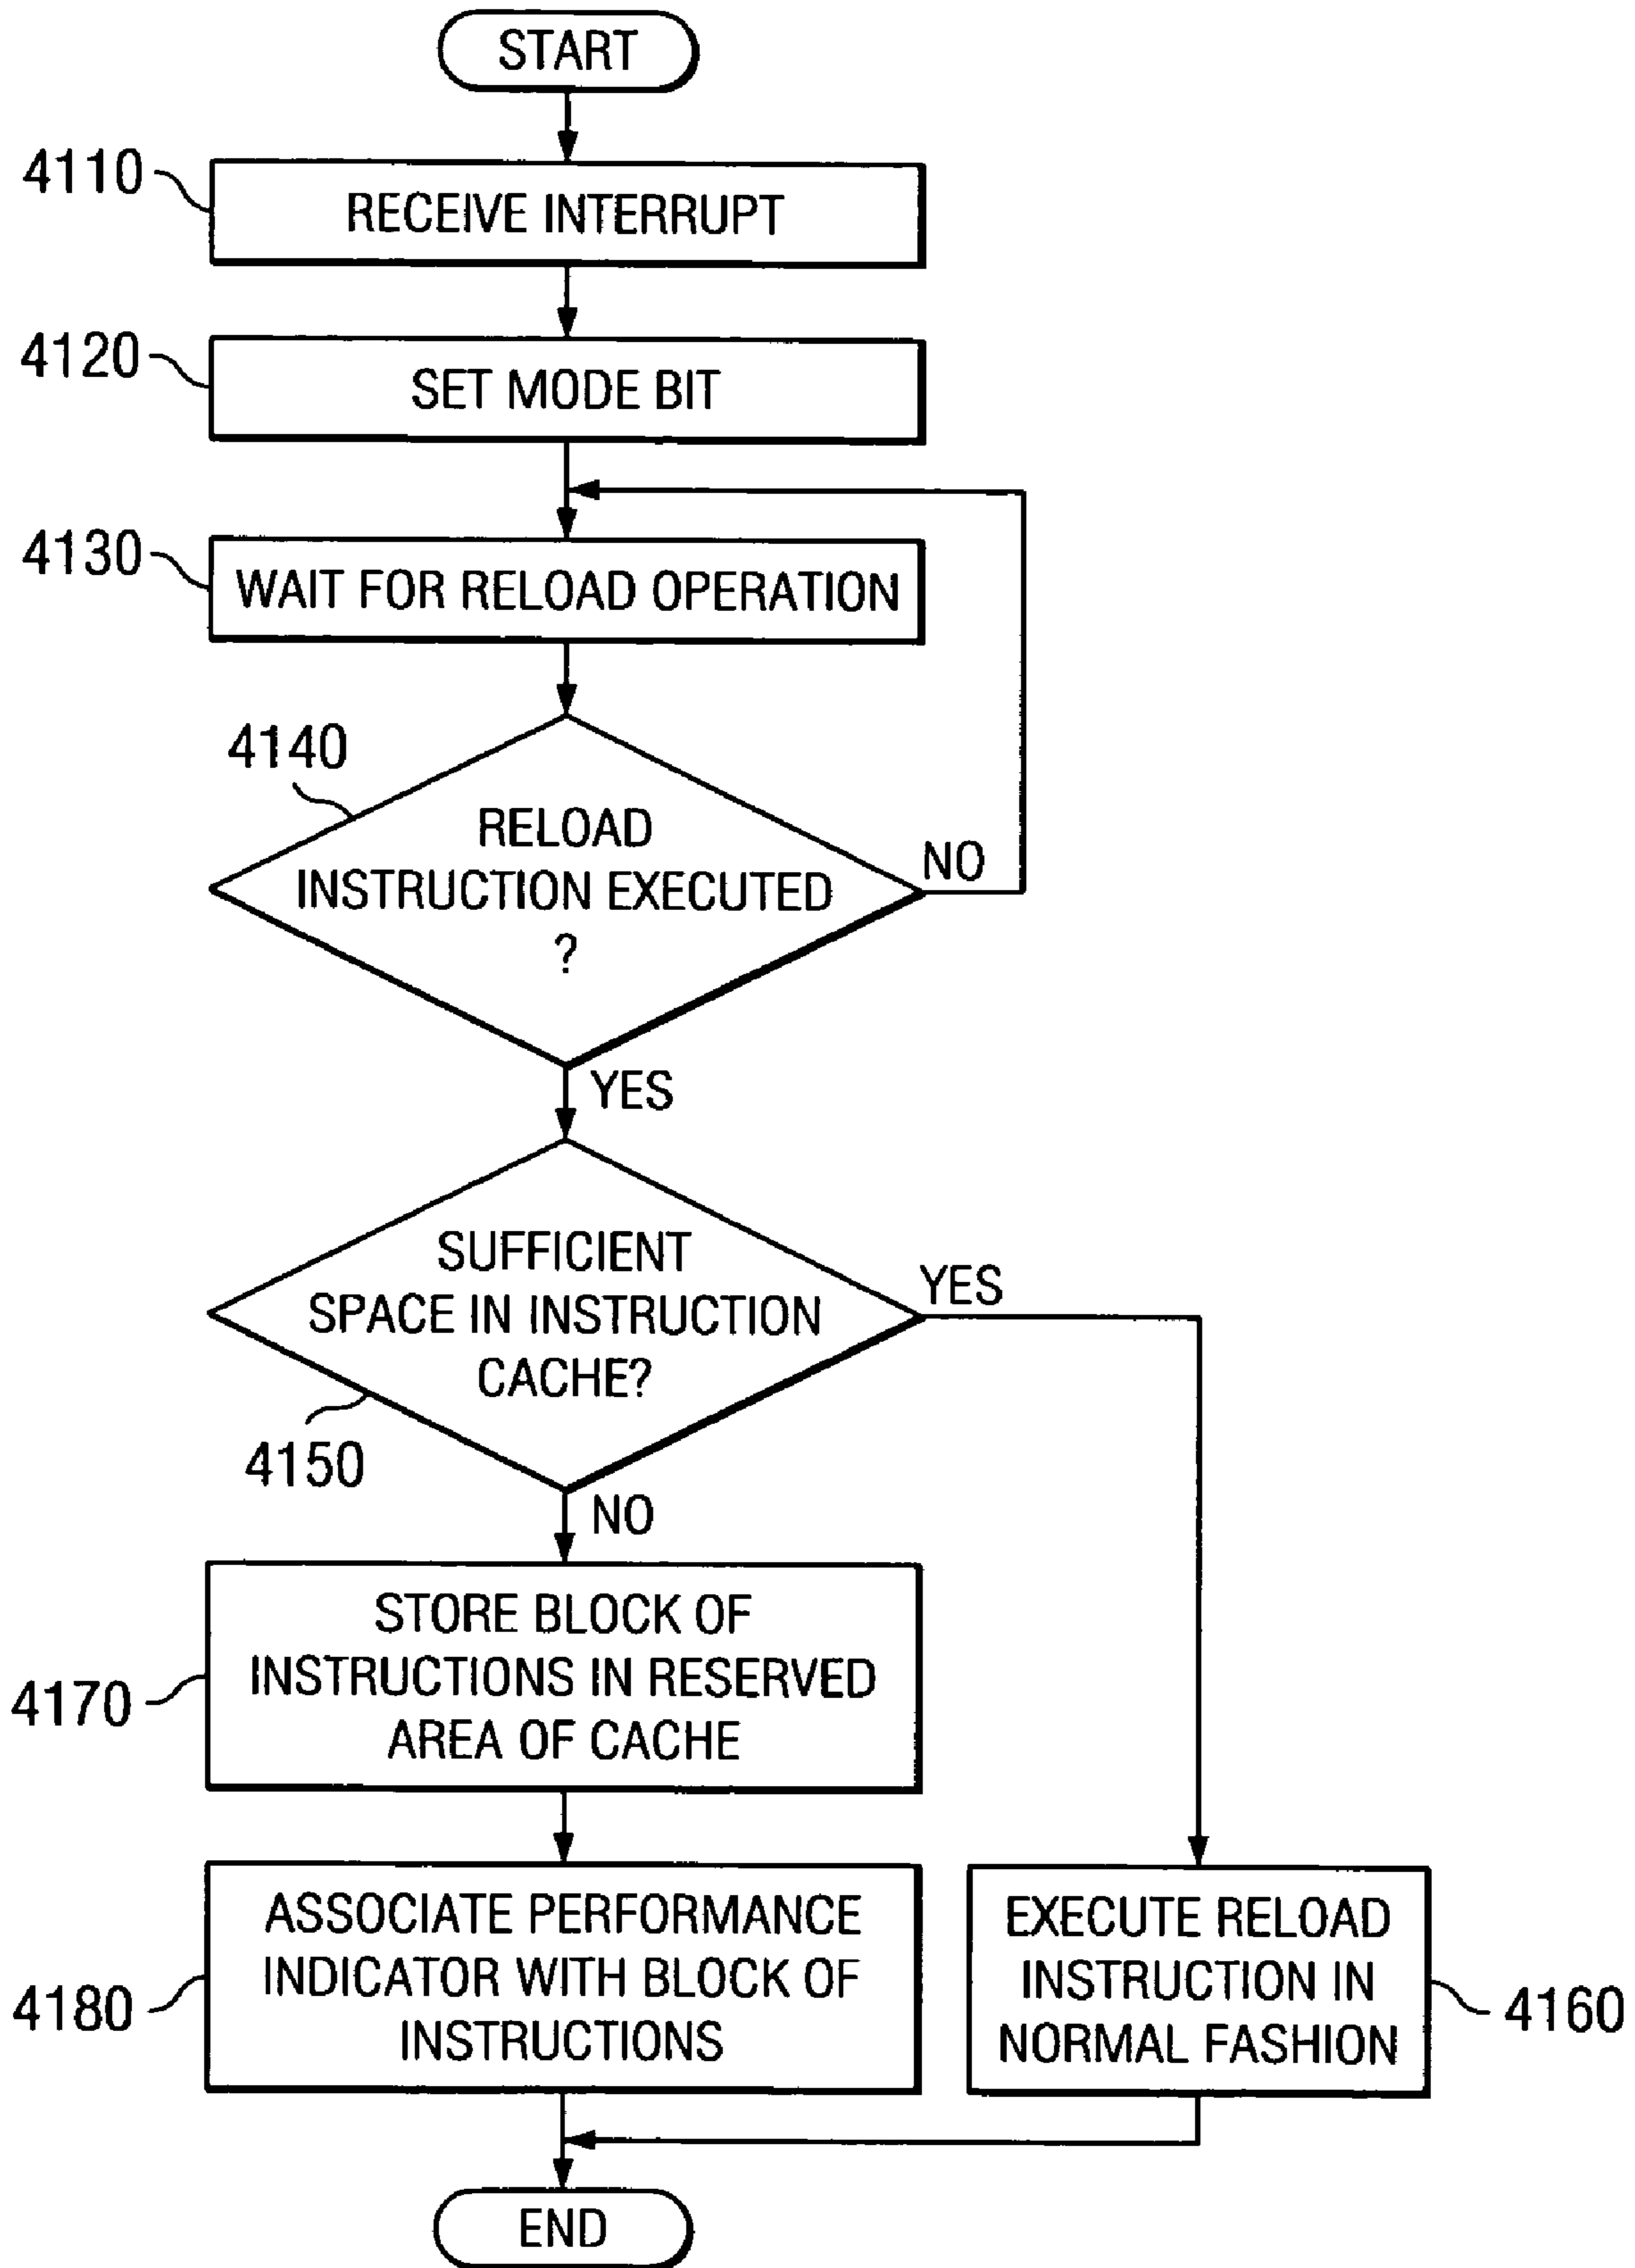 START
4110
RECEIVE INTERRUPT
4120
SET MODE BIT
4130
WAIT FOR RELOAD OPERATION
4140
RELOAD
INSTRUCTION EXECUTED
?
NO
YES
SUFFICIENT
SPACE IN INSTRUCTION
CACHE?
YES
4150
NO
STORE BLOCK OF
INSTRUCTIONS IN RESERVED
AREA OF CACHE
4170
ASSOCIATE PERFORMANCE
INDICATOR WITH BLOCK OF
INSTRUCTIONS
4180
EXECUTE RELOAD
INSTRUCTION IN
NORMAL FASHION
4160
END